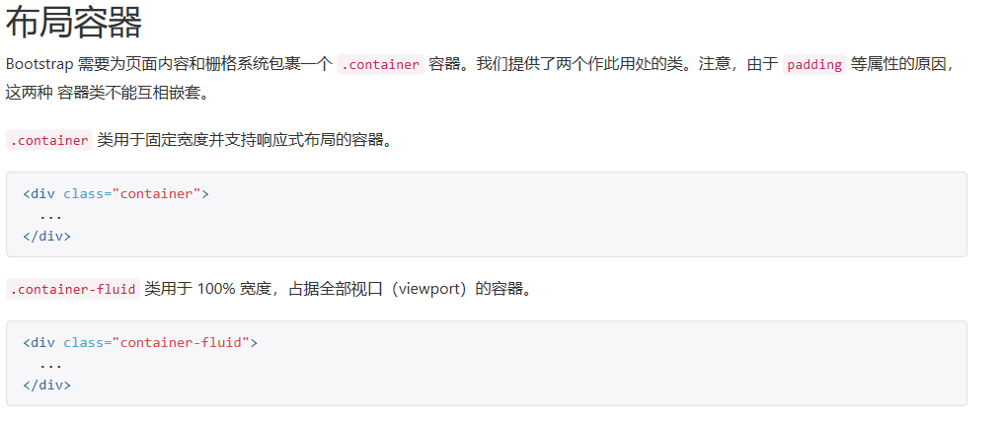 布局容器
Bootstrap 需要为页面内容和栅格系统包裹一个 .container 容器。我们提供了两个作此用处的类。注意，由于 padding 等属性的原因，
这两种 容器类不能互相嵌套。
.container 类用于固定宽度并支持响应式布局的容器。
<div class="container">
  ...
</div>
.container-fluid 类用于 100% 宽度，占据全部视口（viewport）的容器。
<div class="container-fluid">
  ...
</div>